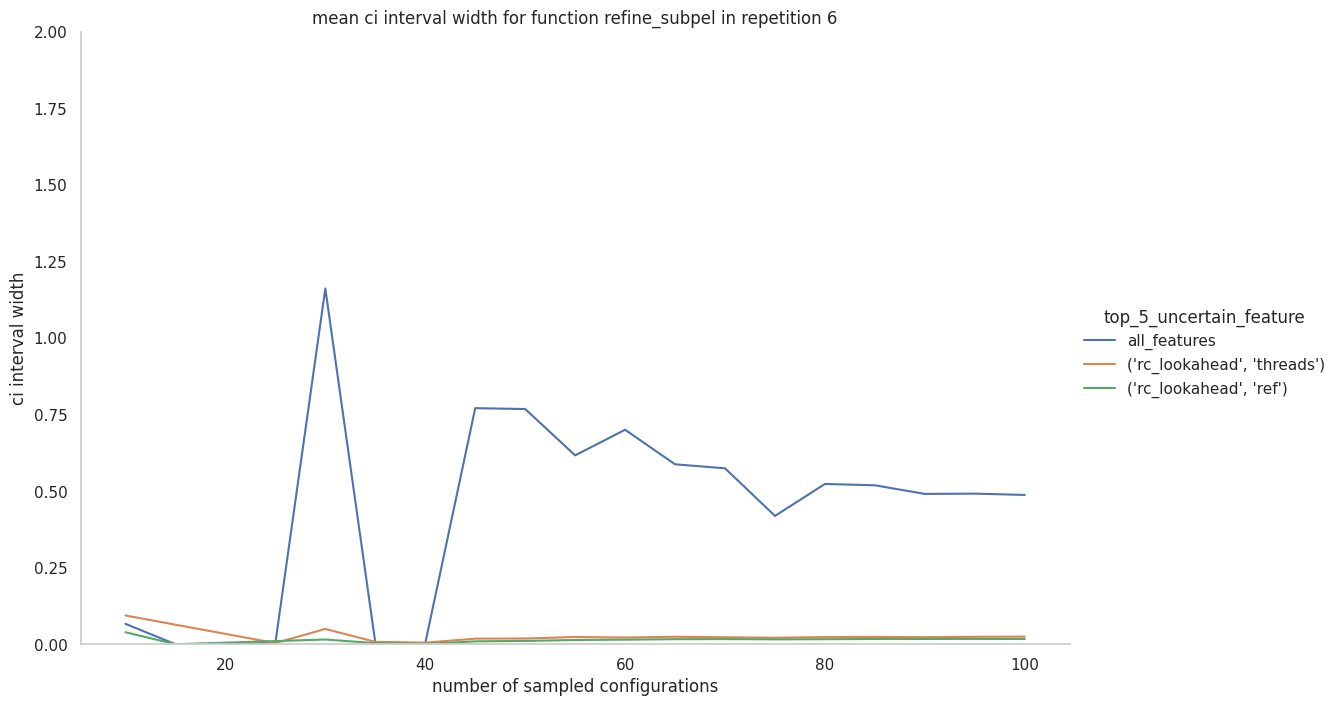 mean ci interval width for function refine_subpel in repetition 6
2.00
1.75
1.50
1.25
1.00
0.75
0.50
0.25
0.00
ci interval width
20
40
60
80
100
number of sampled configurations
top_5_uncertain_feature
all_features
('rc_lookahead', 'threads')
('rc_lookahead', 'ref')